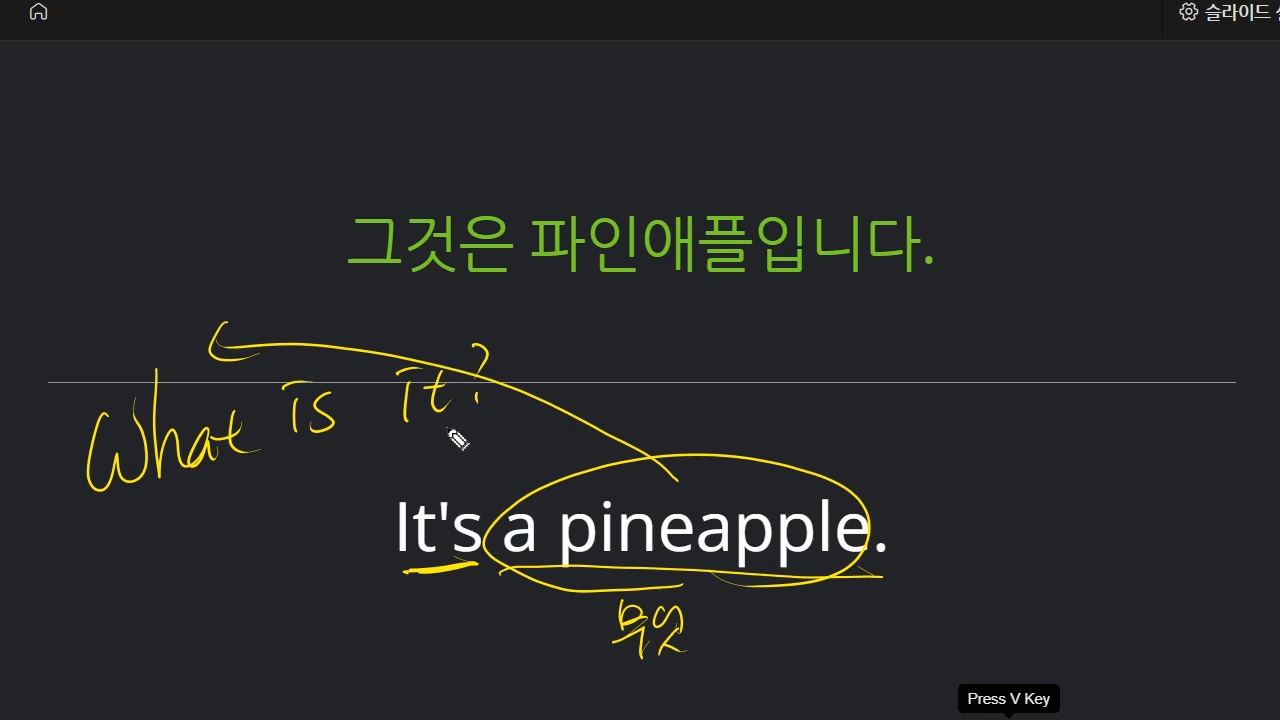 슬라이드
그것은 파인애플입니다.
What is it?
It's a pineapple.
무엇
Press V Key